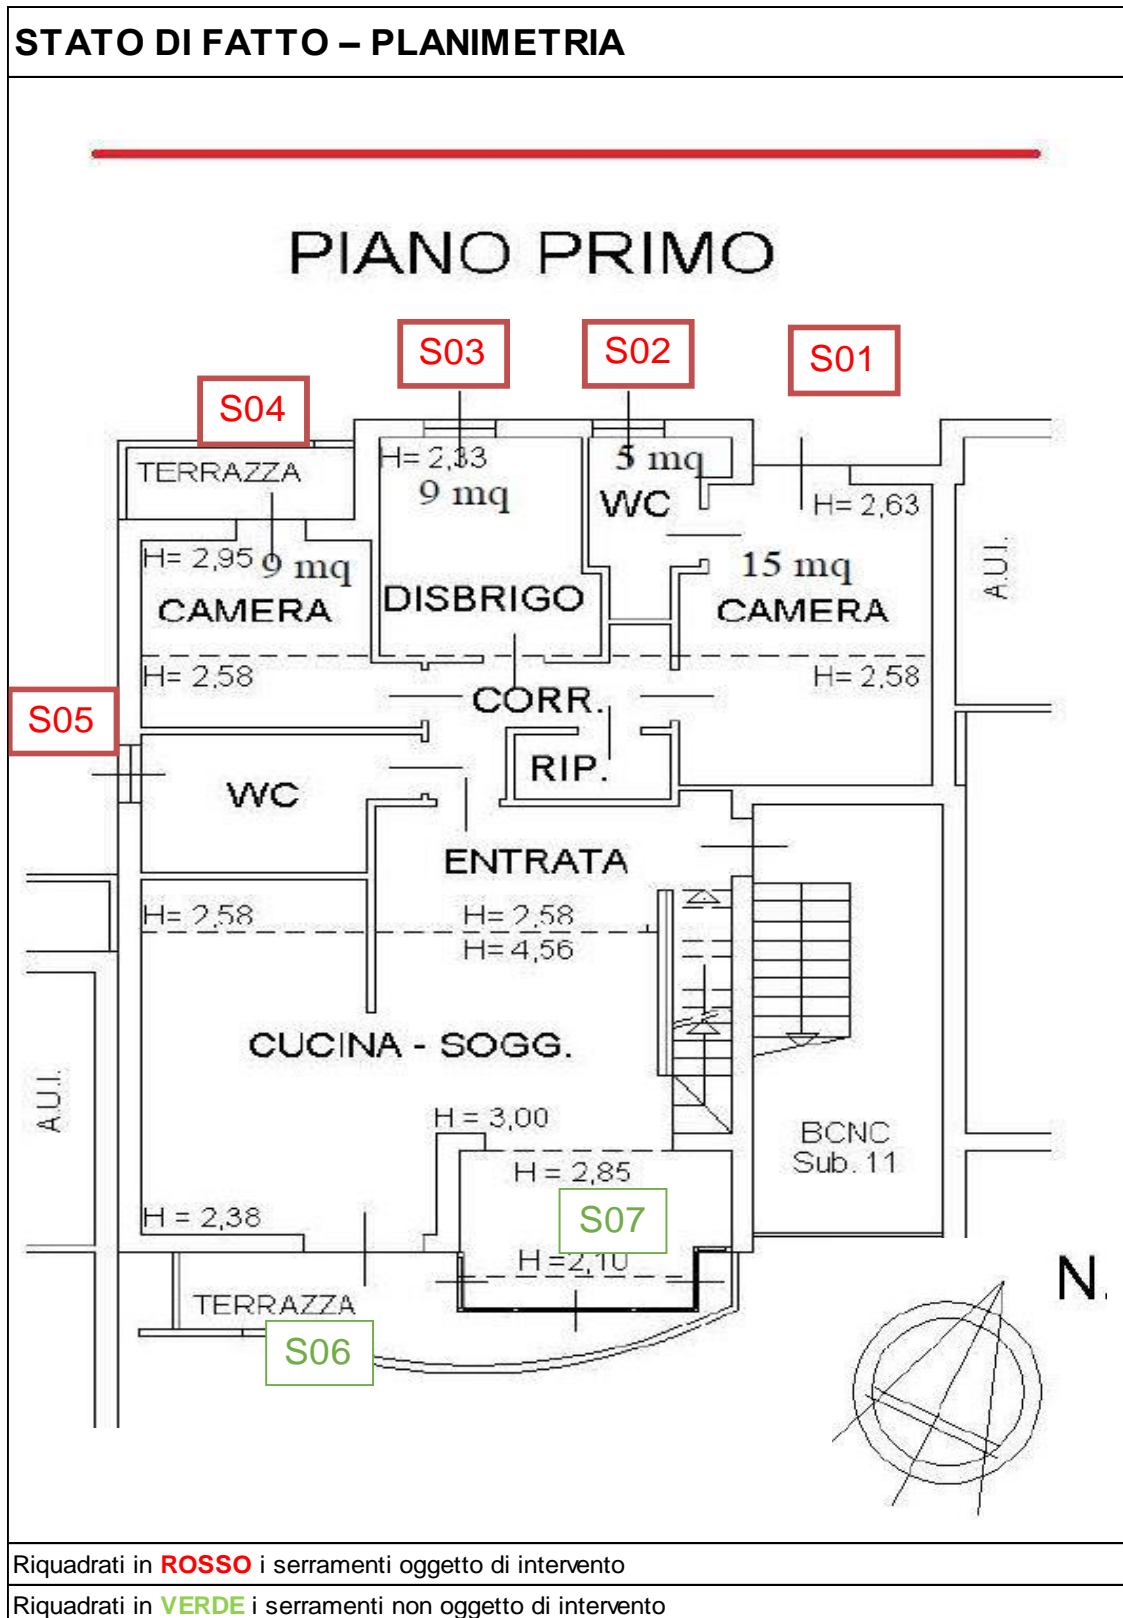 STATO DI FATTO – PLANIMETRIA
PIANO PRIMO
S03
S02
S01
S04
TERRAZZA
H= 2,33
9 mq
5 mq
WC
H= 2,63
H= 2,95
9 mq
CAMERA
DISBRIGO
15 mq
CAMERA
A.U.I.
H= 2,58
H= 2,58
S05
CORR.
RIP.
WC
ENTRATA
H= 2,58
H= 2,58
H= 4,56
CUCINA - SOGG.
A.U.I.
H = 3,00
BCNC
Sub. 11
H = 2,85
H = 2,38
S07
H =2,10
TERRAZZA
S06
N.
Riquadrati in ROSSO i serramenti oggetto di intervento
Riquadrati in VERDE i serramenti non oggetto di intervento